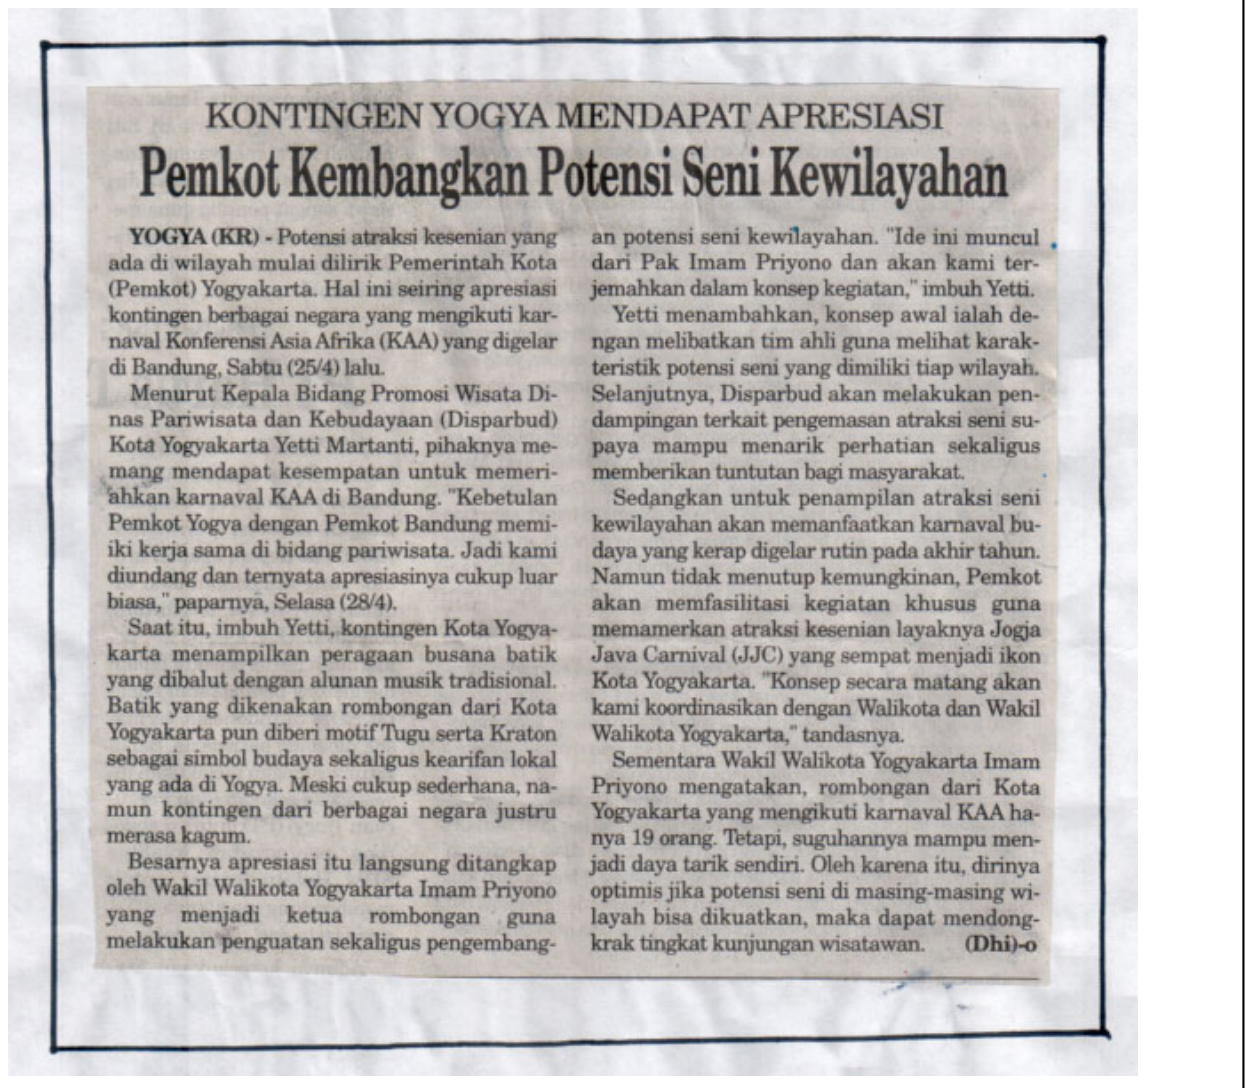 KONTINGEN YOGYA MENDAPAT APRESIASI
Pemkot Kembangkan Potensi Seni Kewilayahan
YOGYA (KR) - Potensi atraksi kesenian yang
ada di wilayah mulai dilirik Pemerintah Kota
(Pemkot) Yogyakarta. Hal ini seiring apresiasi
kontingen berbagai negara yang mengikuti kar-
naval Konferensi Asia Afrika (KAA) yang digelar
di Bandung, Sabtu (25/4) lalu.
Menurut Kepala Bidang Promosi Wisata Di-
nas Pariwisata dan Kebudayaan (Disparbud)
Kota Yogyakarta Yetti Martanti, pihaknya me-
mang mendapat kesempatan untuk memeri-
ahkan karnaval KAA di Bandung. "Kebetulan
Pemkot Yogya dengan Pemkot Bandung memi-
iki kerja sama di bidang pariwisata. Jadi kami
diundang dan ternyata apresiasinya cukup luar
biasa," paparnya, Selasa (28/4).
Saat itu, imbuh Yetti, kontingen Kota Yogya-
karta menampilkan peragaan busana batik
yang dibalut dengan alunan musik tradisional.
Batik yang dikenakan rombongan dari Kota
Yogyakarta pun diberi motif Tugu serta Kraton
sebagai simbol budaya sekaligus kearifan lokal
yang ada di Yogya. Meski cukup sederhana, na-
mun kontingen dari berbagai negara justru
merasa kagum.
Besarnya apresiasi itu langsung ditangkap
oleh Wakil Walikota Yogyakarta Imam Priyono
yang menjadi ketua rombongan guna
melakukan penguatan sekaligus pengembang-
an potensi seni kewilayahan. "Ide ini muncul
dari Pak Imam Priyono dan akan kami ter-
jemahkan dalam konsep kegiatan," imbuh Yetti.
Yetti menambahkan, konsep awal ialah de-
ngan melibatkan tim ahli guna melihat karak-
teristik potensi seni yang dimiliki tiap wilayah.
Selanjutnya, Disparbud akan melakukan pen-
dampingan terkait pengemasan atraksi seni su-
paya mampu menarik perhatian sekaligus
memberikan tuntutan bagi masyarakat.
Sedangkan untuk penampilan atraksi seni
kewilayahan akan memanfaatkan karnaval bu-
daya yang kerap digelar rutin pada akhir tahun.
Namun tidak menutup kemungkinan, Pemkot
akan memfasilitasi kegiatan khusus guna
memamerkan atraksi kesenian layaknya Jogja
Java Carnival (JJC) yang sempat menjadi ikon
Kota Yogyakarta. "Konsep secara matang akan
kami koordinasikan dengan Walikota dan Wakil
Walikota Yogyakarta," tandasnya.
Sementara Wakil Walikota Yogyakarta Imam
Priyono mengatakan, rombongan dari Kota
Yogyakarta yang mengikuti karnaval KAA ha-
nya 19 orang. Tetapi, suguhannya mampu men-
jadi daya tarik sendiri. Oleh karena itu, dirinya
optimis jika potensi seni di masing-masing wi-
layah bisa dikuatkan, maka dapat mendong-
krak tingkat kunjungan wisatawan. (Dhi)-o